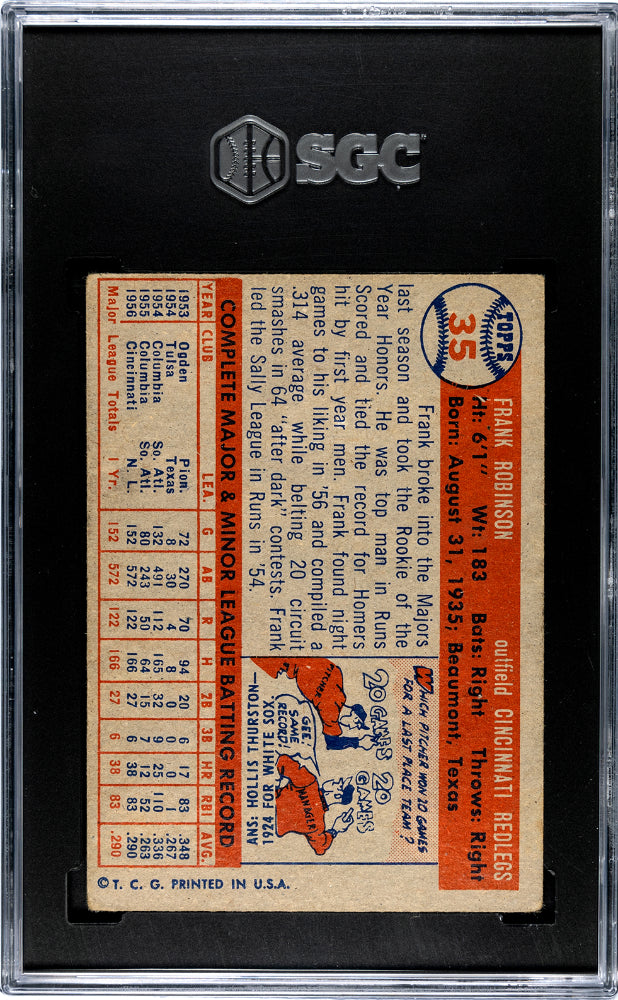 SGC
TOPPS
35
FRANK ROBINSON outfield CINCINNATI REDLEGS
Ht: 6'1" Wt: 183 Bats: Right Throws: Right
Born: August 31, 1935; Beaumont, Texas
Frank broke into the Majors
last season and took the Rookie of the
Year Honors. He was top man in Runs
Scored and tied the record for Homers
hit by first year men. Frank found night
games to his liking in '56 and compiled a
.314 average while belting 20 circuit
smashes in 64 "after dark" contests. Frank
led the Sally League in Runs in '54.
WHICH PITCHER WON 20 GAMES
FOR A LAST PLACE TEAM?
20 GAMES
20 GAMES
PITCHER
GEE,
SAME
RECORD!
MANAGER
ANS: HOLLIS THURSTON—
1924 FOR WHITE SOX
COMPLETE MAJOR & MINOR LEAGUE BATTING RECORD
YEAR CLUB LEA. G AB R H 2B 3B HR RBI AVG.
1953 Ogden Pion. 72 270 70 94 20 6 17 83 .348
1954 Tulsa Texas 8 30 4 8 0 0 0 1 .267
1954 Columbia So. Atl. 132 491 112 165 32 9 25 110 .336
1955 Columbia So. Atl. 80 243 50 64 15 7 12 52 .263
1956 Cincinnati N. L. 152 572 122 166 27 6 38 83 .290
Major League Totals 1 Yr. 152 572 122 166 27 6 38 83 .290
© T. C. G. PRINTED IN U.S.A.